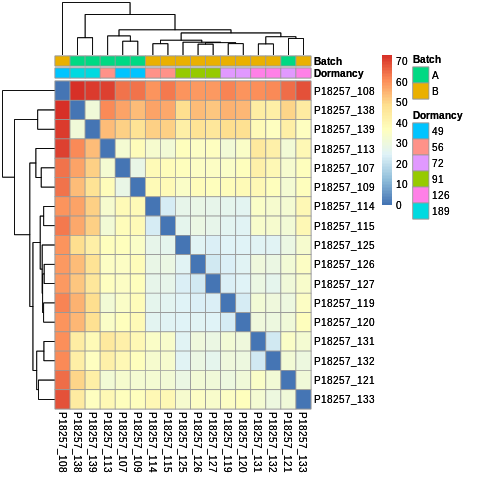 Batch
Dormancy
P18257_108
P18257_138
P18257_139
P18257_113
P18257_107
P18257_109
P18257_114
P18257_115
P18257_125
P18257_126
P18257_127
P18257_119
P18257_120
P18257_131
P18257_132
P18257_121
P18257_133
70
60
50
40
30
20
10
0
Batch
A
B
Dormancy
49
56
72
91
126
189
P18257_108
P18257_138
P18257_139
P18257_113
P18257_107
P18257_109
P18257_114
P18257_115
P18257_125
P18257_126
P18257_127
P18257_119
P18257_120
P18257_131
P18257_132
P18257_121
P18257_133